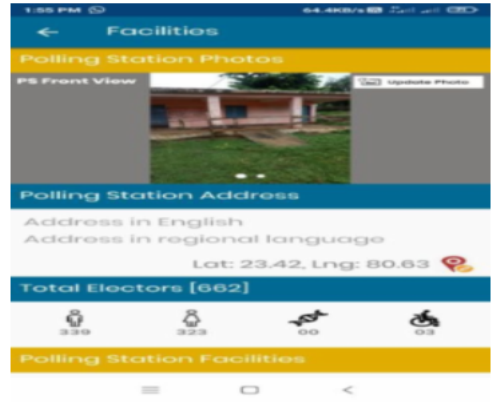 1:55 PM 64.4KB/s
Facilities
Polling Station Photos
PS Front View
Update Photo
Polling Station Address
Address in English
Address in regional language
Lat: 23.42, Lng: 80.63
Total Electors [662]
339 323 00 03
Polling Station Facilities